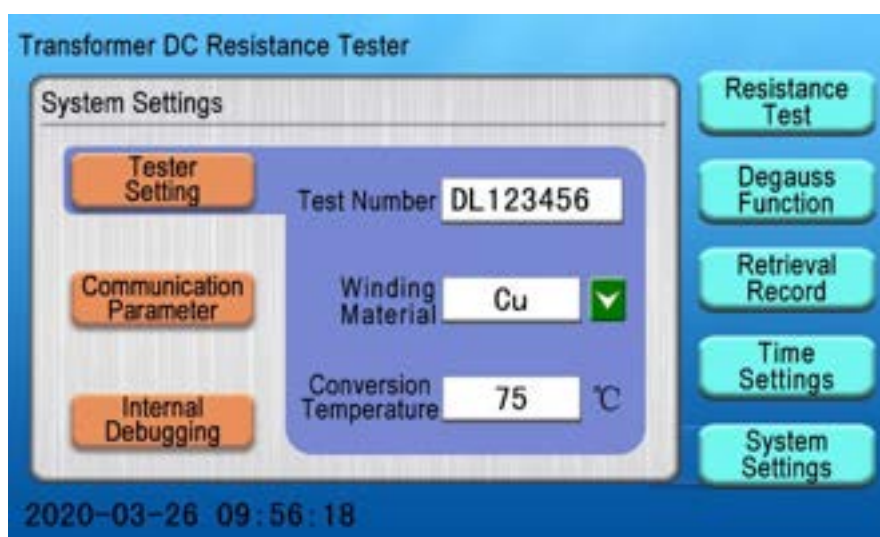 Transformer DC Resistance Tester
System Settings
Tester
Setting
Test Number DL123456
Communication
Parameter
Winding
Material
Cu
Internal
Debugging
Conversion
Temperature
75 ℃
Resistance
Test
Degauss
Function
Retrieval
Record
Time
Settings
System
Settings
2020-03-26 09:56:18